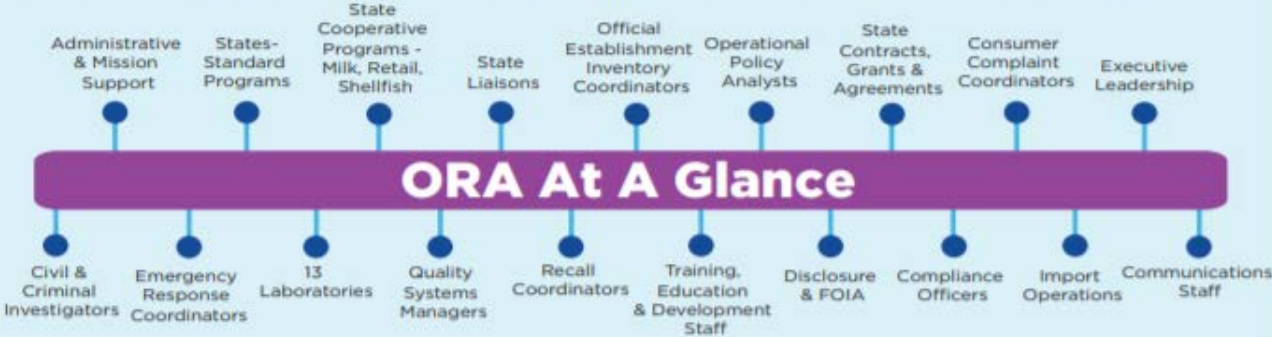 Administrative
& Mission
Support
States-
Standard
Programs
State
Cooperative
Programs -
Milk, Retail,
Shellfish
State
Liaisons
Official
Establishment
Inventory
Coordinators
Operational
Policy
Analysts
State
Contracts,
Grants &
Agreements
Consumer
Complaint
Coordinators
Executive
Leadership
ORA At A Glance
Civil &
Criminal
Investigators
Emergency
Response
Coordinators
13
Laboratories
Quality
Systems
Managers
Recall
Coordinators
Training,
Education
& Development
Staff
Disclosure
& FOIA
Compliance
Officers
Import
Operations
Communications
Staff